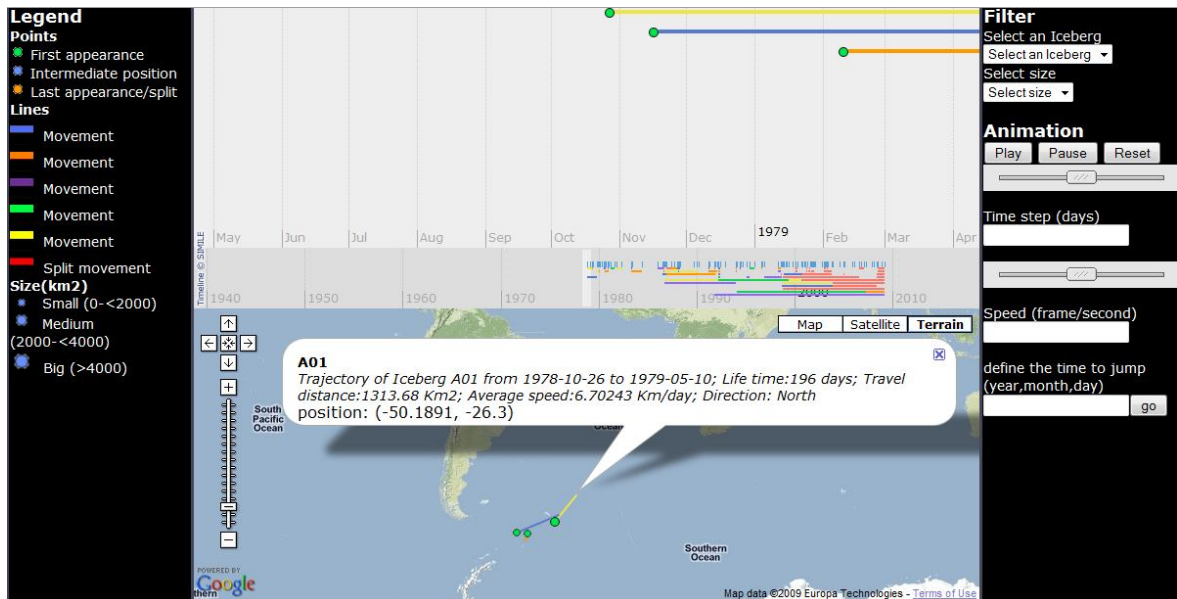 Legend
Points
First appearance
Intermediate position
Last appearance/split
Lines
Movement
Movement
Movement
Movement
Movement
Split movement
Size(km2)
Small (0-<2000)
Medium
(2000-<4000)
Big (>4000)
Timeline © SIMILE
May Jun Jul Aug Sep Oct Nov Dec 1979 Feb Mar Apr
1940 1950 1960 1970 1980 1990 2000 2010
Map Satellite Terrain
A01
Trajectory of Iceberg A01 from 1978-10-26 to 1979-05-10; Life time:196 days; Travel
distance:1313.68 Km2; Average speed:6.70243 Km/day; Direction: North
position: (-50.1891, -26.3)
South
Pacific
Ocean
Ocean
Southern
Ocean
POWERED BY
Google
thern
Map data ©2009 Europa Technologies - Terms of Use
Filter
Select an Iceberg
Select an Iceberg
Select size
Select size
Animation
Play Pause Reset
Time step (days)
Speed (frame/second)
define the time to jump
(year,month,day)
go